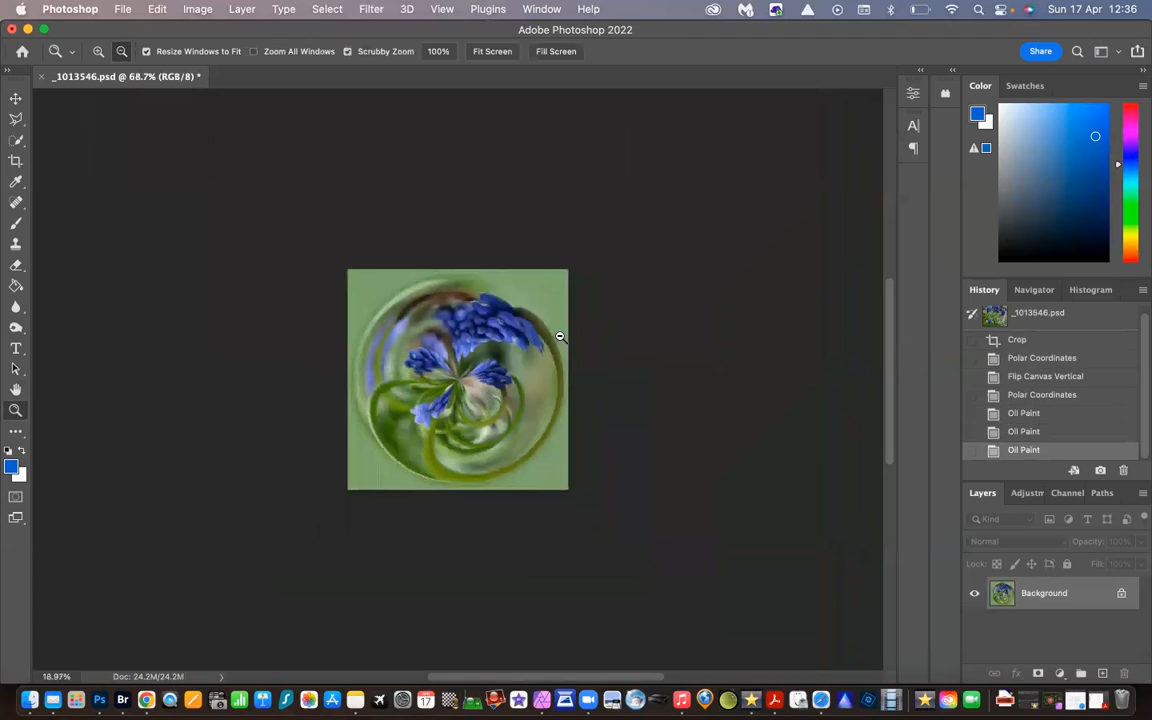 Photoshop File Edit Image Layer Type Select Filter 3D View Plugins Window Help Sun 17 Apr 12:36
Adobe Photoshop 2022
Resize Windows to Fit Zoom All Windows Scrubby Zoom 100% Fit Screen Fill Screen Share
_1013546.psd @ 68.7% (RGB/8) *
Color Swatches
History Navigator Histogram
_1013546.psd
Crop
Polar Coordinates
Flip Canvas Vertical
Polar Coordinates
Oil Paint
Oil Paint
Oil Paint
Layers Adjustm Channel Paths
Kind
Normal Opacity: 100%
Lock: Fill: 100%
Background
18.97% Doc: 24.2M/24.2M